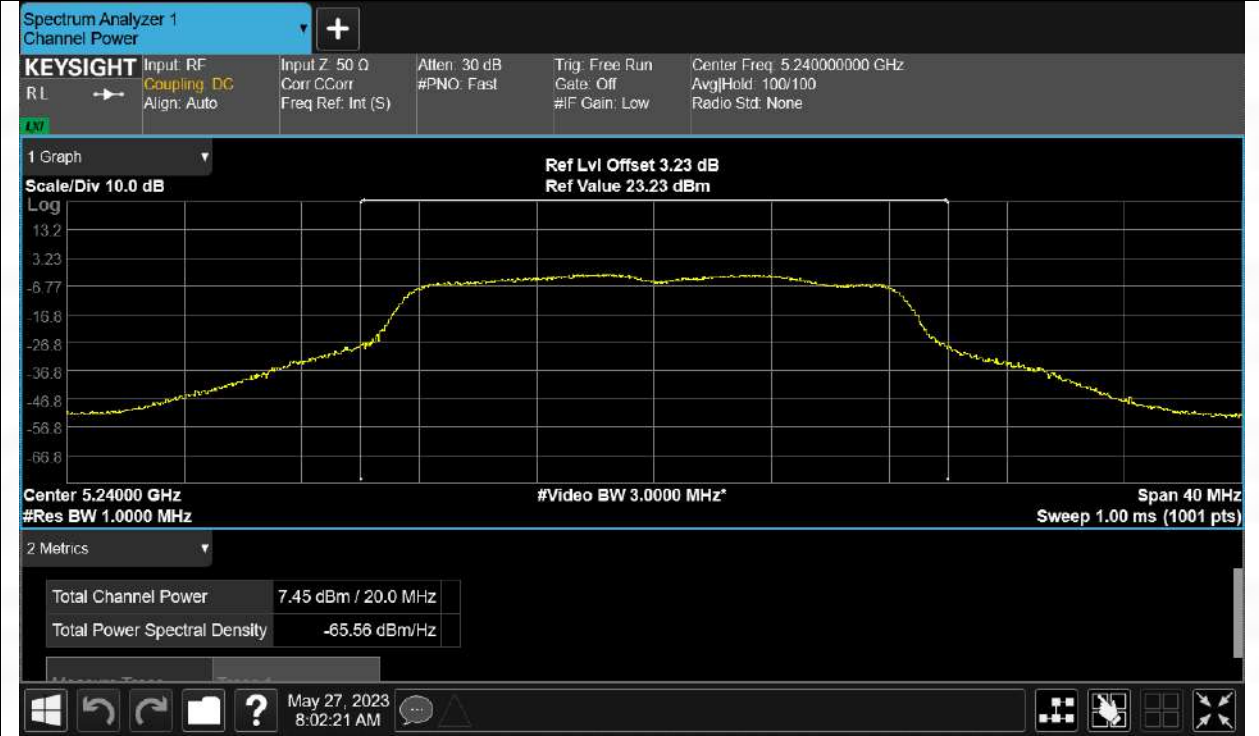 Spectrum Analyzer 1
Channel Power
+
KEYSIGHT
RL
LXI
Input: RF
Coupling: DC
Align: Auto
Input Z: 50 Ω
Corr CCorr
Freq Ref: Int (S)
Atten: 30 dB
#PNO: Fast
Trig: Free Run
Gate: Off
#IF Gain: Low
Center Freq: 5.240000000 GHz
Avg|Hold: 100/100
Radio Std: None
1 Graph
Scale/Div 10.0 dB
Ref Lvl Offset 3.23 dB
Ref Value 23.23 dBm
Log
13.2
3.23
-6.77
-16.8
-26.8
-36.8
-46.8
-56.8
-66.8
Center 5.24000 GHz
#Res BW 1.0000 MHz
#Video BW 3.0000 MHz*
Span 40 MHz
Sweep 1.00 ms (1001 pts)
2 Metrics
Total Channel Power 7.45 dBm / 20.0 MHz
Total Power Spectral Density -65.56 dBm/Hz
?
May 27, 2023
8:02:21 AM